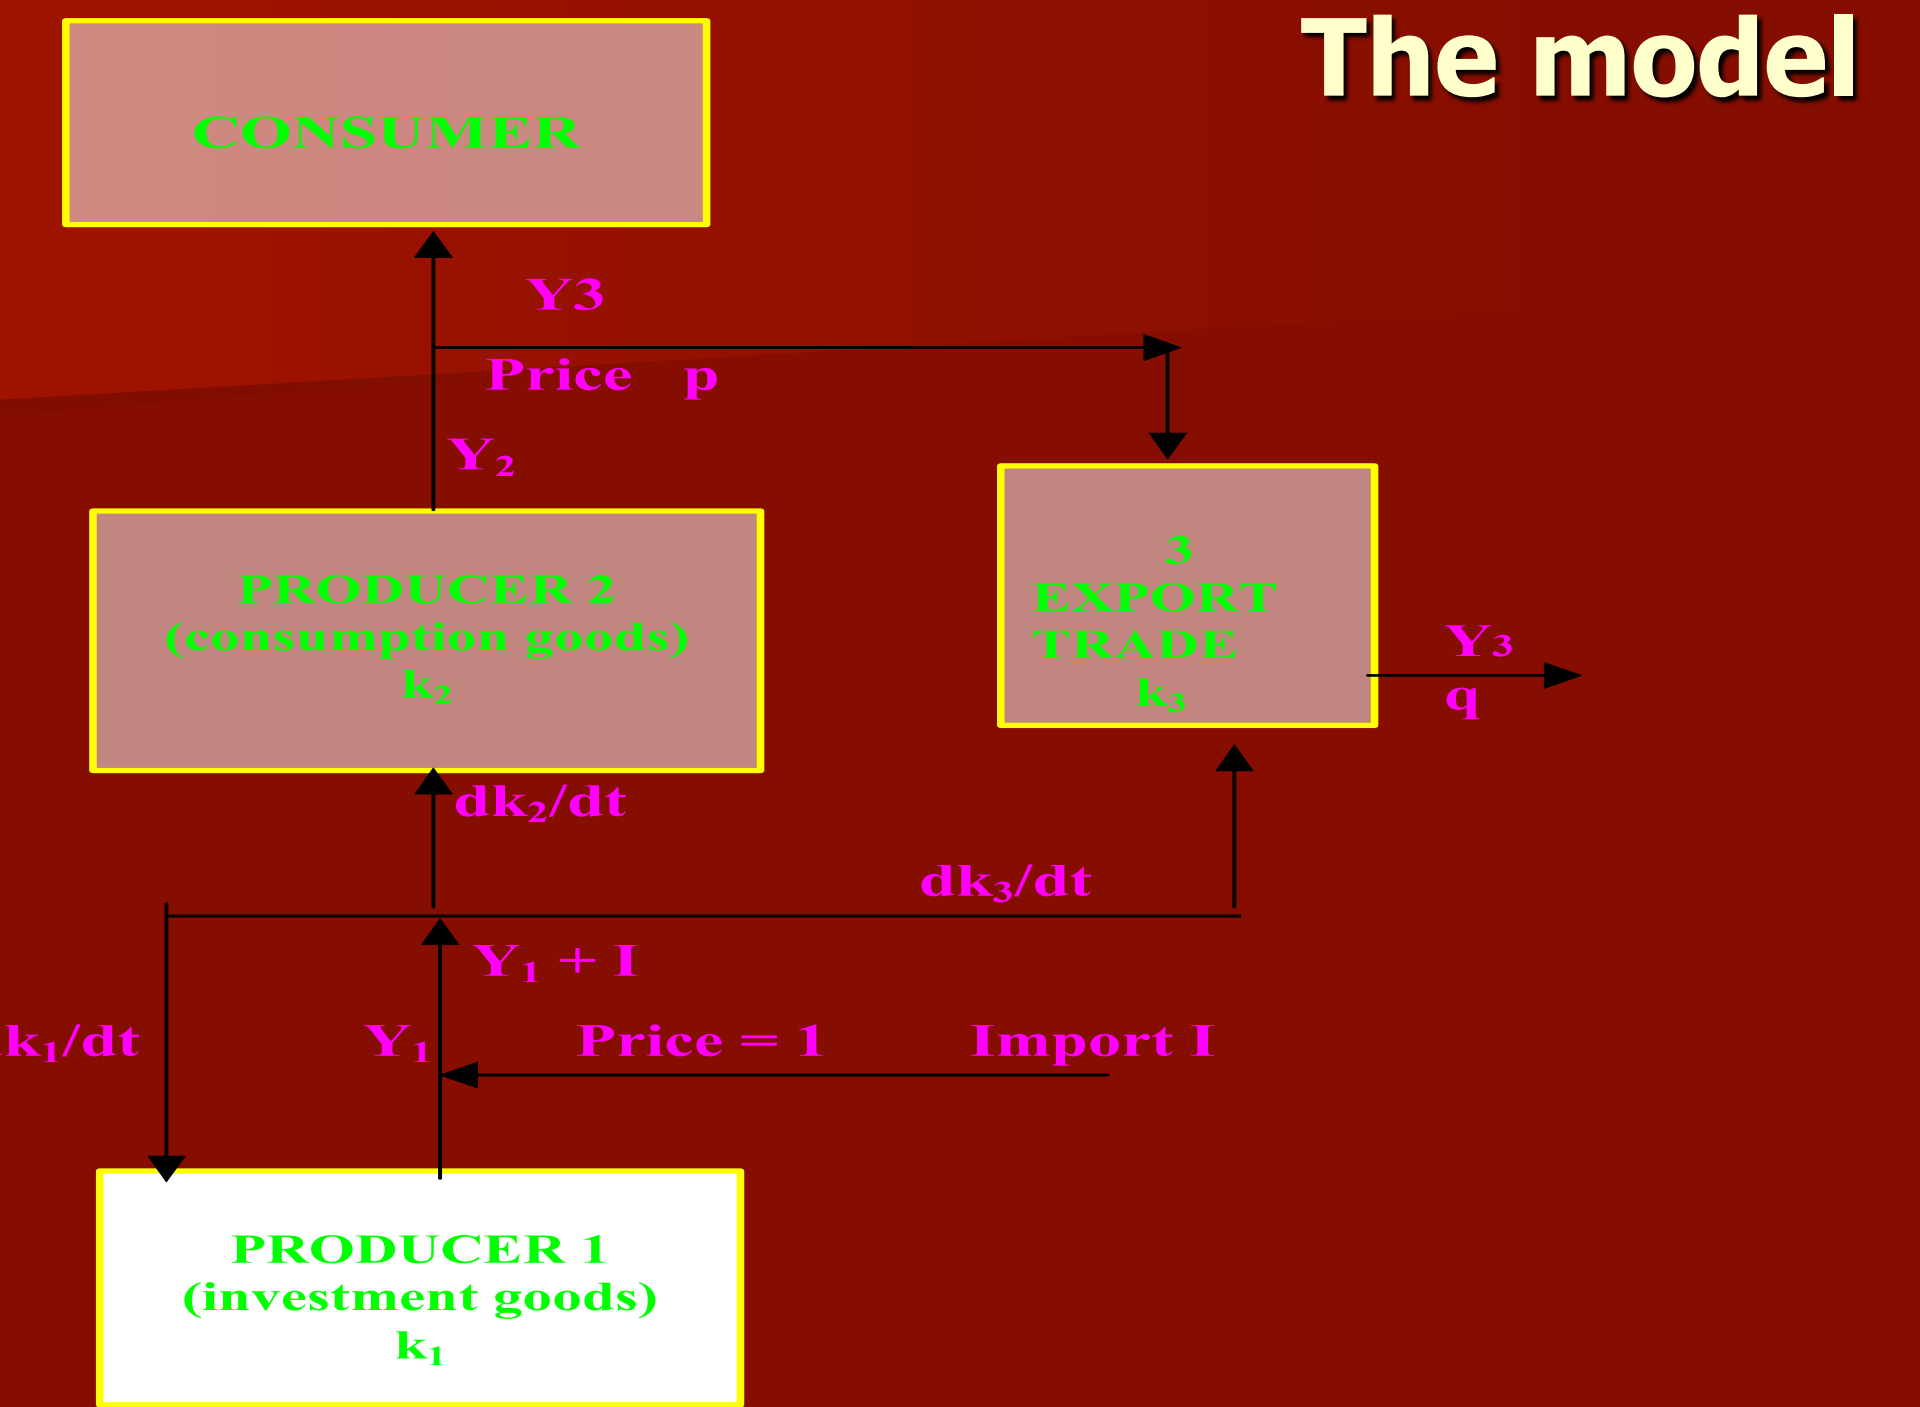 The model
CONSUMER
Y3
Price p
Y₂
PRODUCER 2
(consumption goods)
k₂
3
EXPORT
TRADE
k₃
Y₃
q
dk₂/dt
dk₃/dt
Y₁ + I
k₁/dt
Y₁
Price = 1
Import I
PRODUCER 1
(investment goods)
k₁